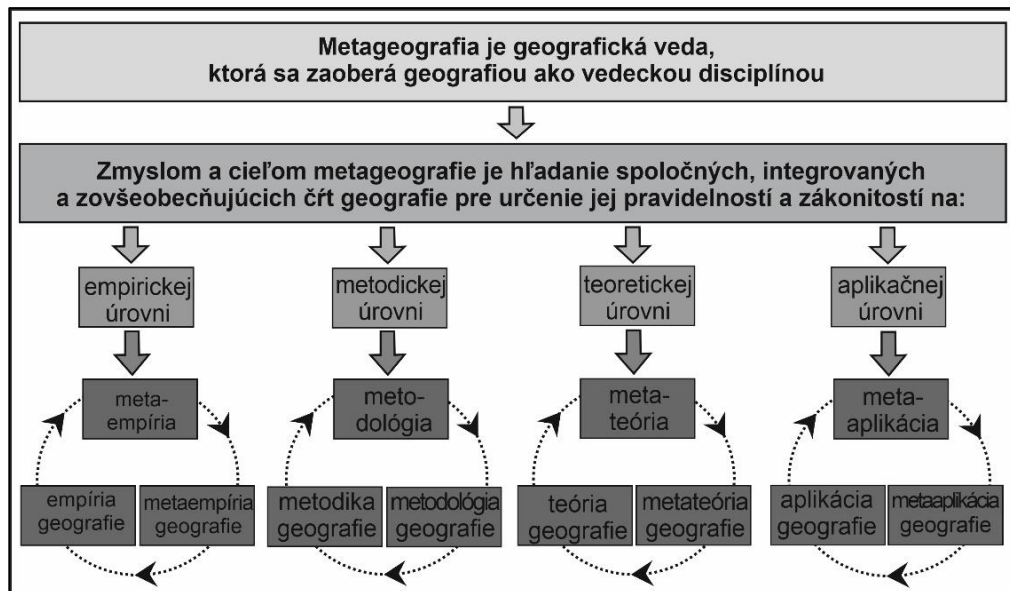 Metageografia je geografická veda,
ktorá sa zaoberá geografiou ako vedeckou disciplínou
Zmyslom a cieľom metageografie je hľadanie spoločných, integrovaných
a zovšeobecňujúcich čŕt geografie pre určenie jej pravidelností a zákonitostí na:
empirickej
úrovni
metodickej
úrovni
teoretickej
úrovni
aplikačnej
úrovni
meta-
empíria
meto-
dológia
meta-
teória
meta-
aplikácia
empíria
geografie
metaempíria
geografie
metodika
geografie
metodológia
geografie
teória
geografie
metateória
geografie
aplikácia
geografie
metaaplikácia
geografie